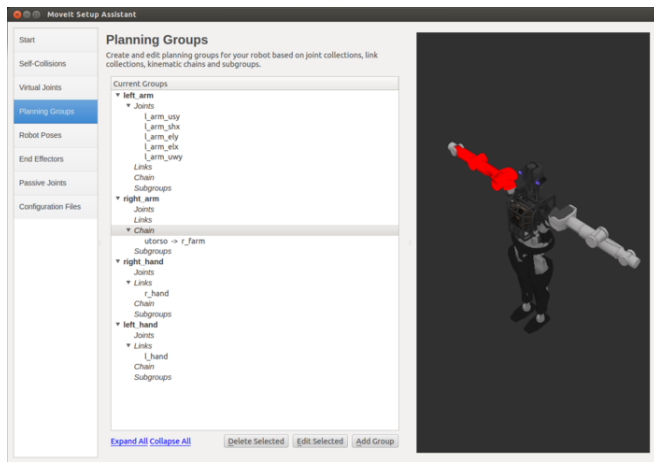 MoveIt Setup Assistant
Start
Self-Collisions
Virtual Joints
Planning Groups
Robot Poses
End Effectors
Passive Joints
Configuration Files
Planning Groups
Create and edit planning groups for your robot based on joint collections, link
collections, kinematic chains and subgroups.
Current Groups
left_arm
Joints
l_arm_usy
l_arm_shx
l_arm_ely
l_arm_elx
l_arm_uwy
Links
Chain
Subgroups
right_arm
Joints
Links
Chain
utorso -> r_farm
Subgroups
right_hand
Joints
Links
r_hand
Chain
Subgroups
left_hand
Joints
Links
l_hand
Chain
Subgroups
Expand All Collapse All
Delete Selected
Edit Selected
Add Group